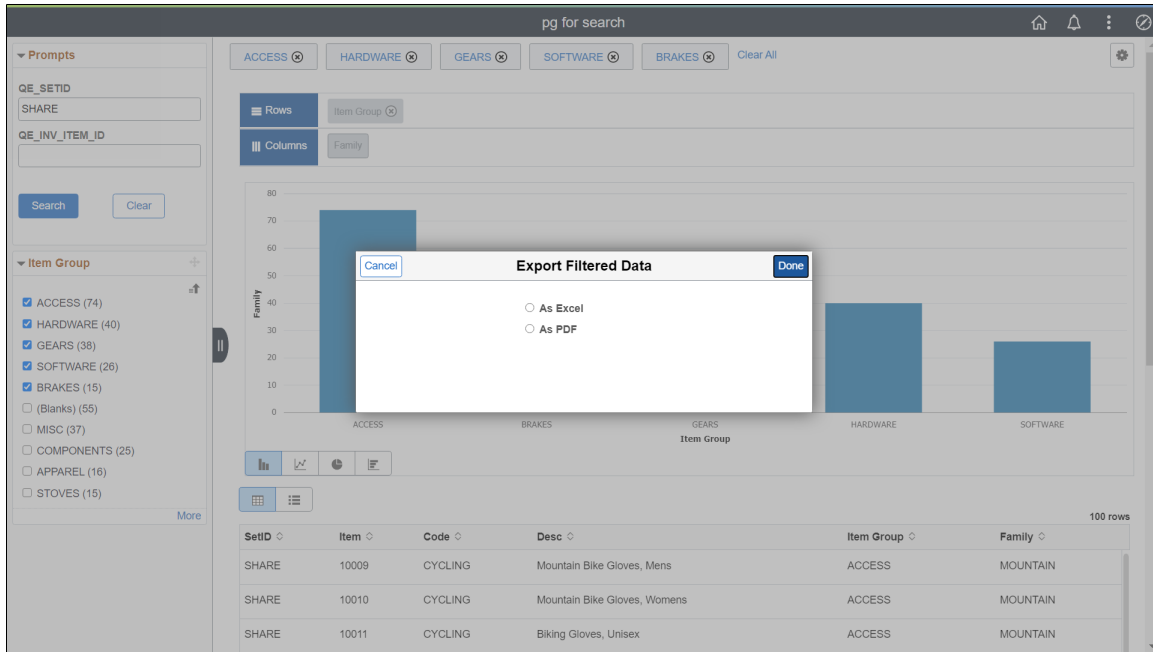 pg for search
Prompts
QE_SETID
SHARE
QE_INV_ITEM_ID
Search Clear
Item Group
ACCESS (74)
HARDWARE (40)
GEARS (38)
SOFTWARE (26)
BRAKES (15)
(Blanks) (55)
MISC (37)
COMPONENTS (25)
APPAREL (16)
STOVES (15)
More
ACCESS HARDWARE GEARS SOFTWARE BRAKES Clear All
Rows Item Group
Columns Family
80
70
60
50
40
30
20
10
0
Family
Cancel Export Filtered Data Done
As Excel
As PDF
ACCESS BRAKES GEARS HARDWARE SOFTWARE
Item Group
100 rows
SetID Item Code Desc Item Group Family
SHARE 10009 CYCLING Mountain Bike Gloves, Mens ACCESS MOUNTAIN
SHARE 10010 CYCLING Mountain Bike Gloves, Womens ACCESS MOUNTAIN
SHARE 10011 CYCLING Biking Gloves, Unisex ACCESS MOUNTAIN